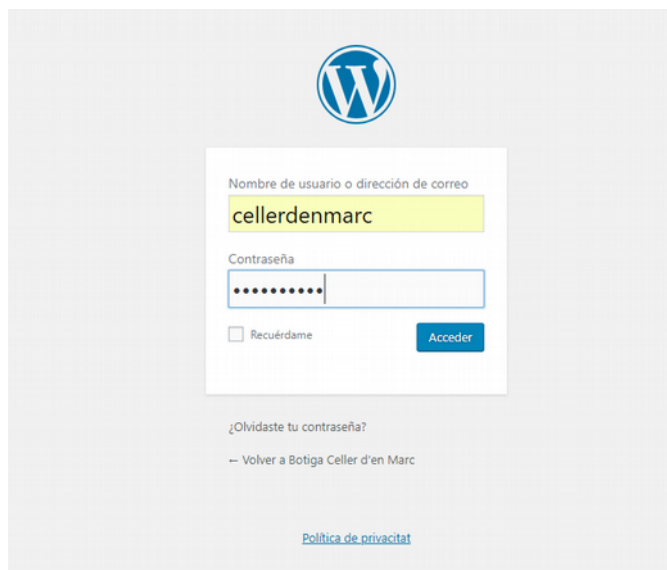 Nombre de usuario o dirección de correo
cellerdenmarc
Contraseña
••••••••••
Recuérdame
Acceder
¿Olvidaste tu contraseña?
← Volver a Botiga Celler d'en Marc
Política de privacitat